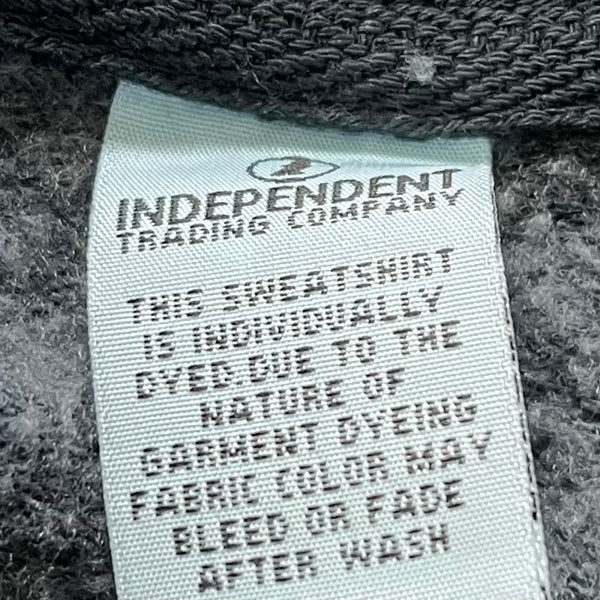 INDEPENDENT
TRADING COMPANY
THIS SWEATSHIRT
IS INDIVIDUALLY
DYED.DUE TO THE
NATURE OF
GARMENT DYEING
FABRIC COLOR MAY
BLEED OR FADE
AFTER WASH